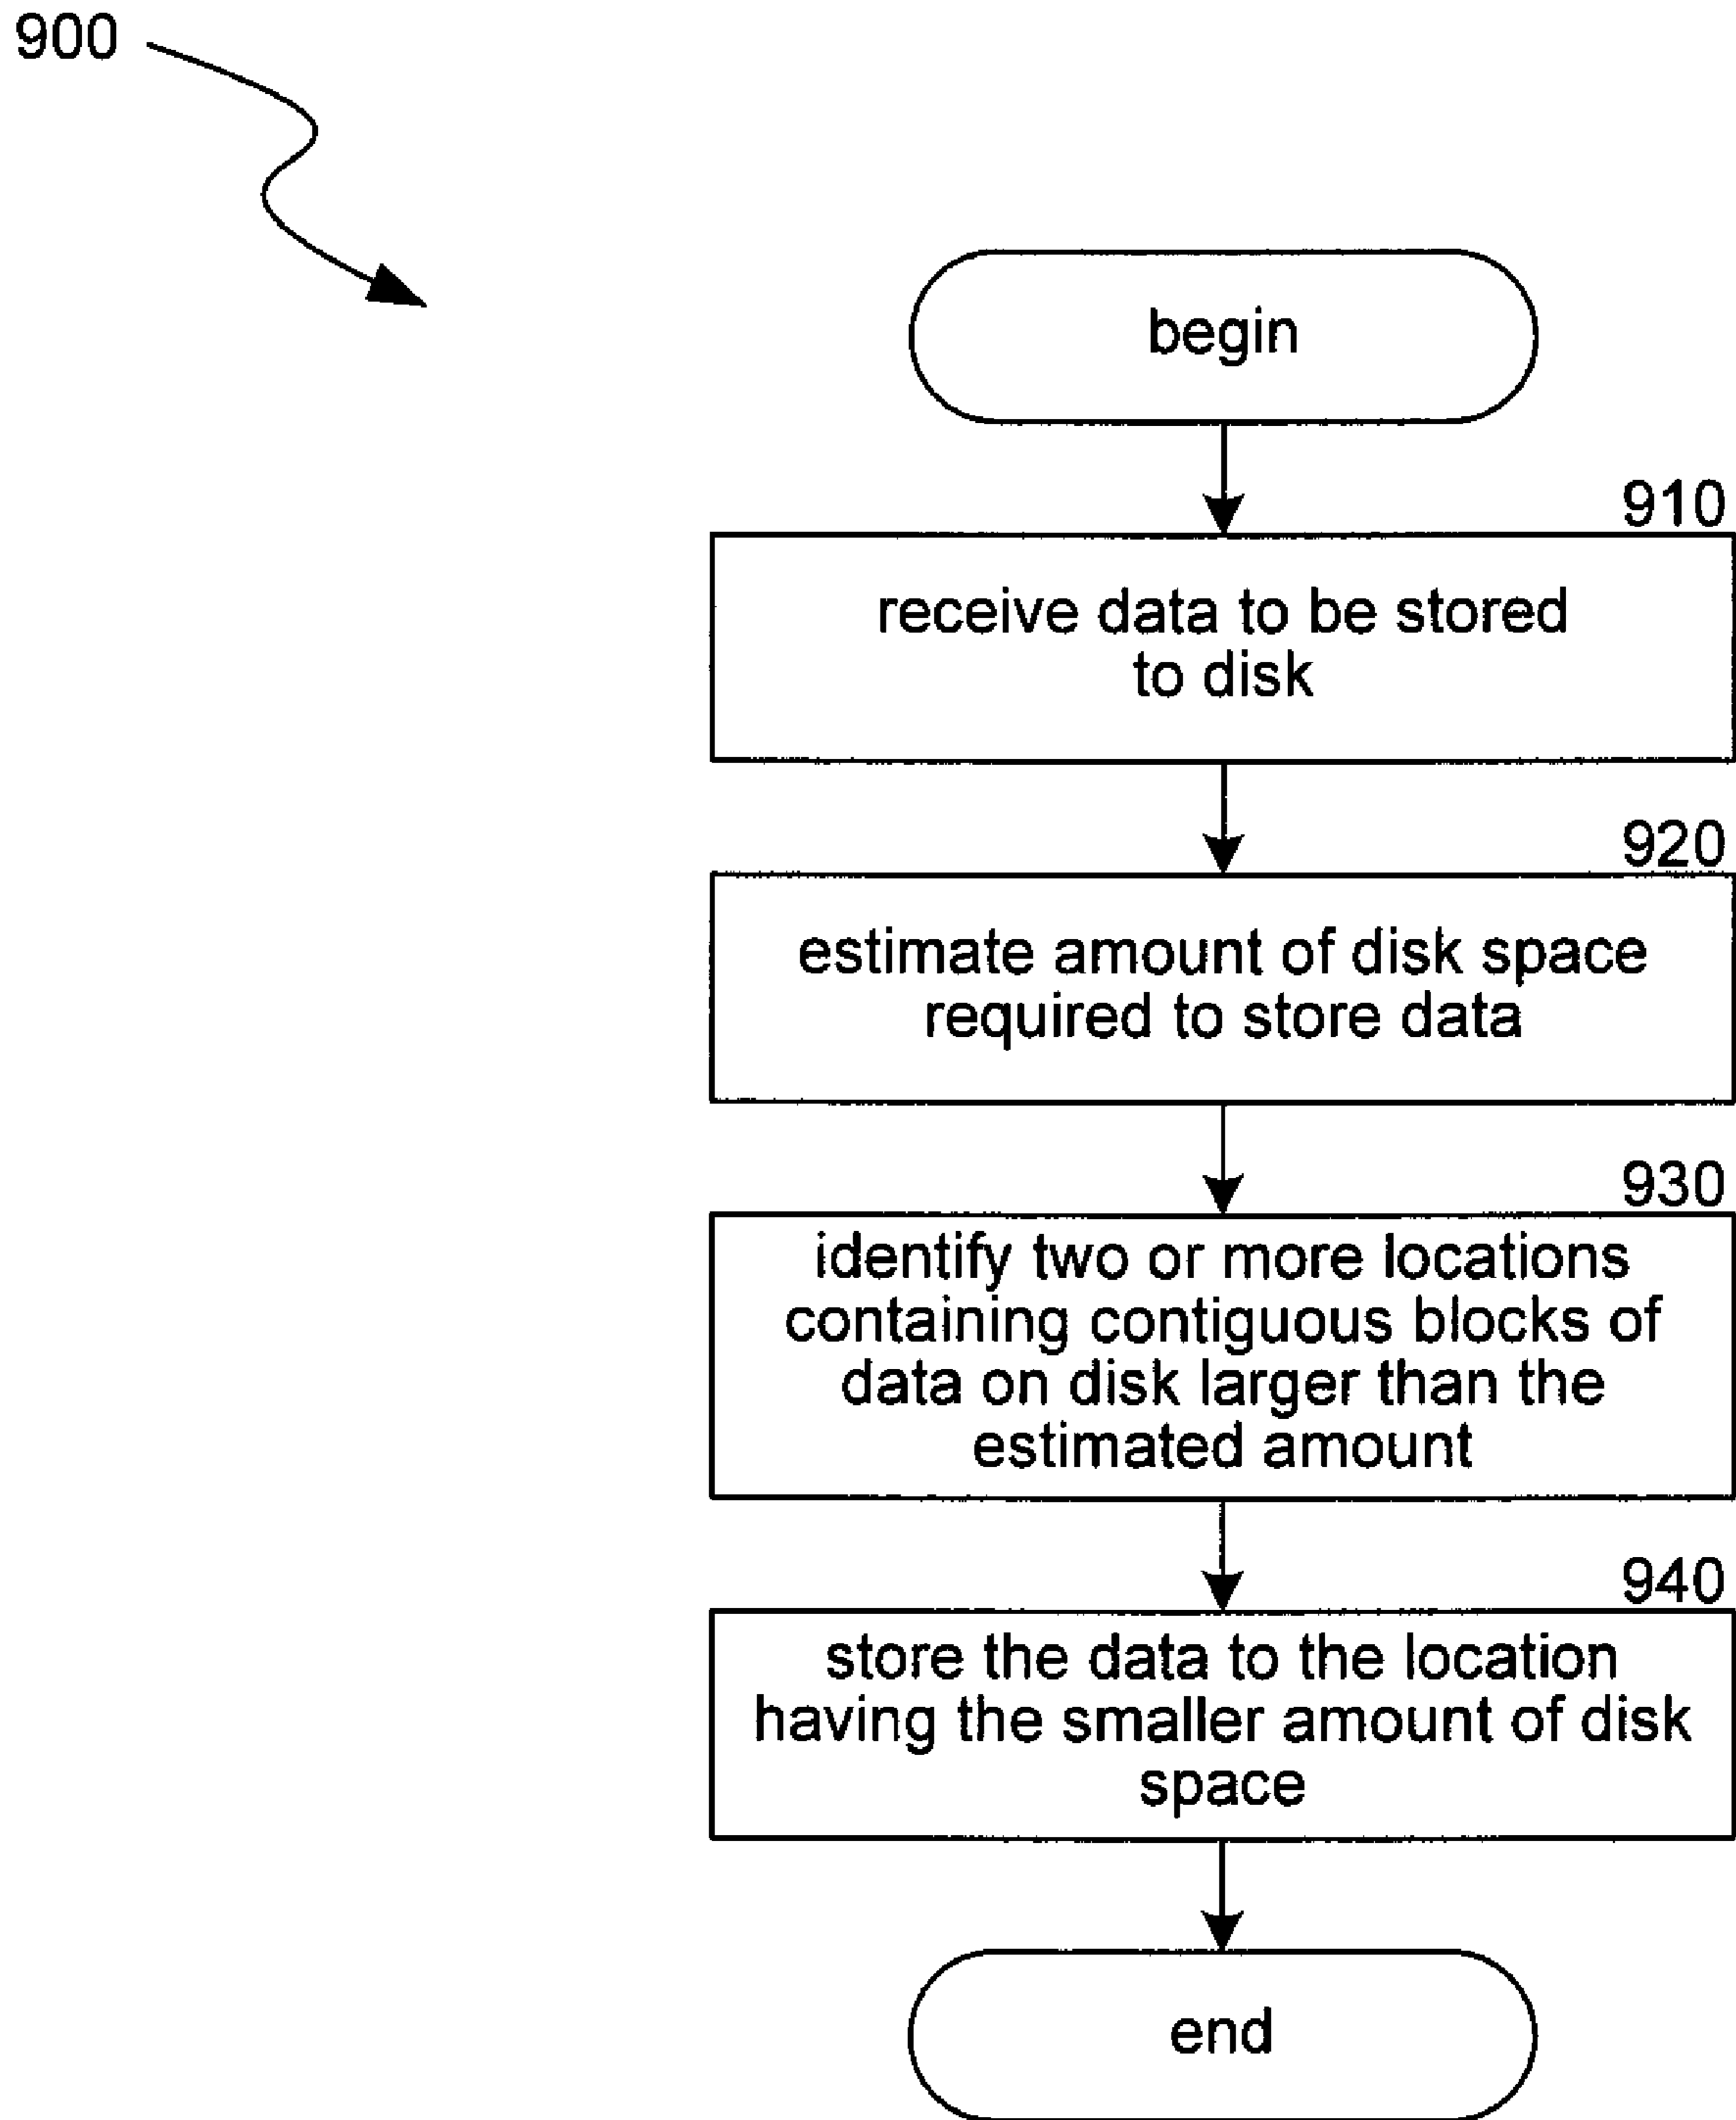 900
begin
910
receive data to be stored
to disk
920
estimate amount of disk space
required to store data
930
identify two or more locations
containing contiguous blocks of
data on disk larger than the
estimated amount
940
store the data to the location
having the smaller amount of disk
space
end